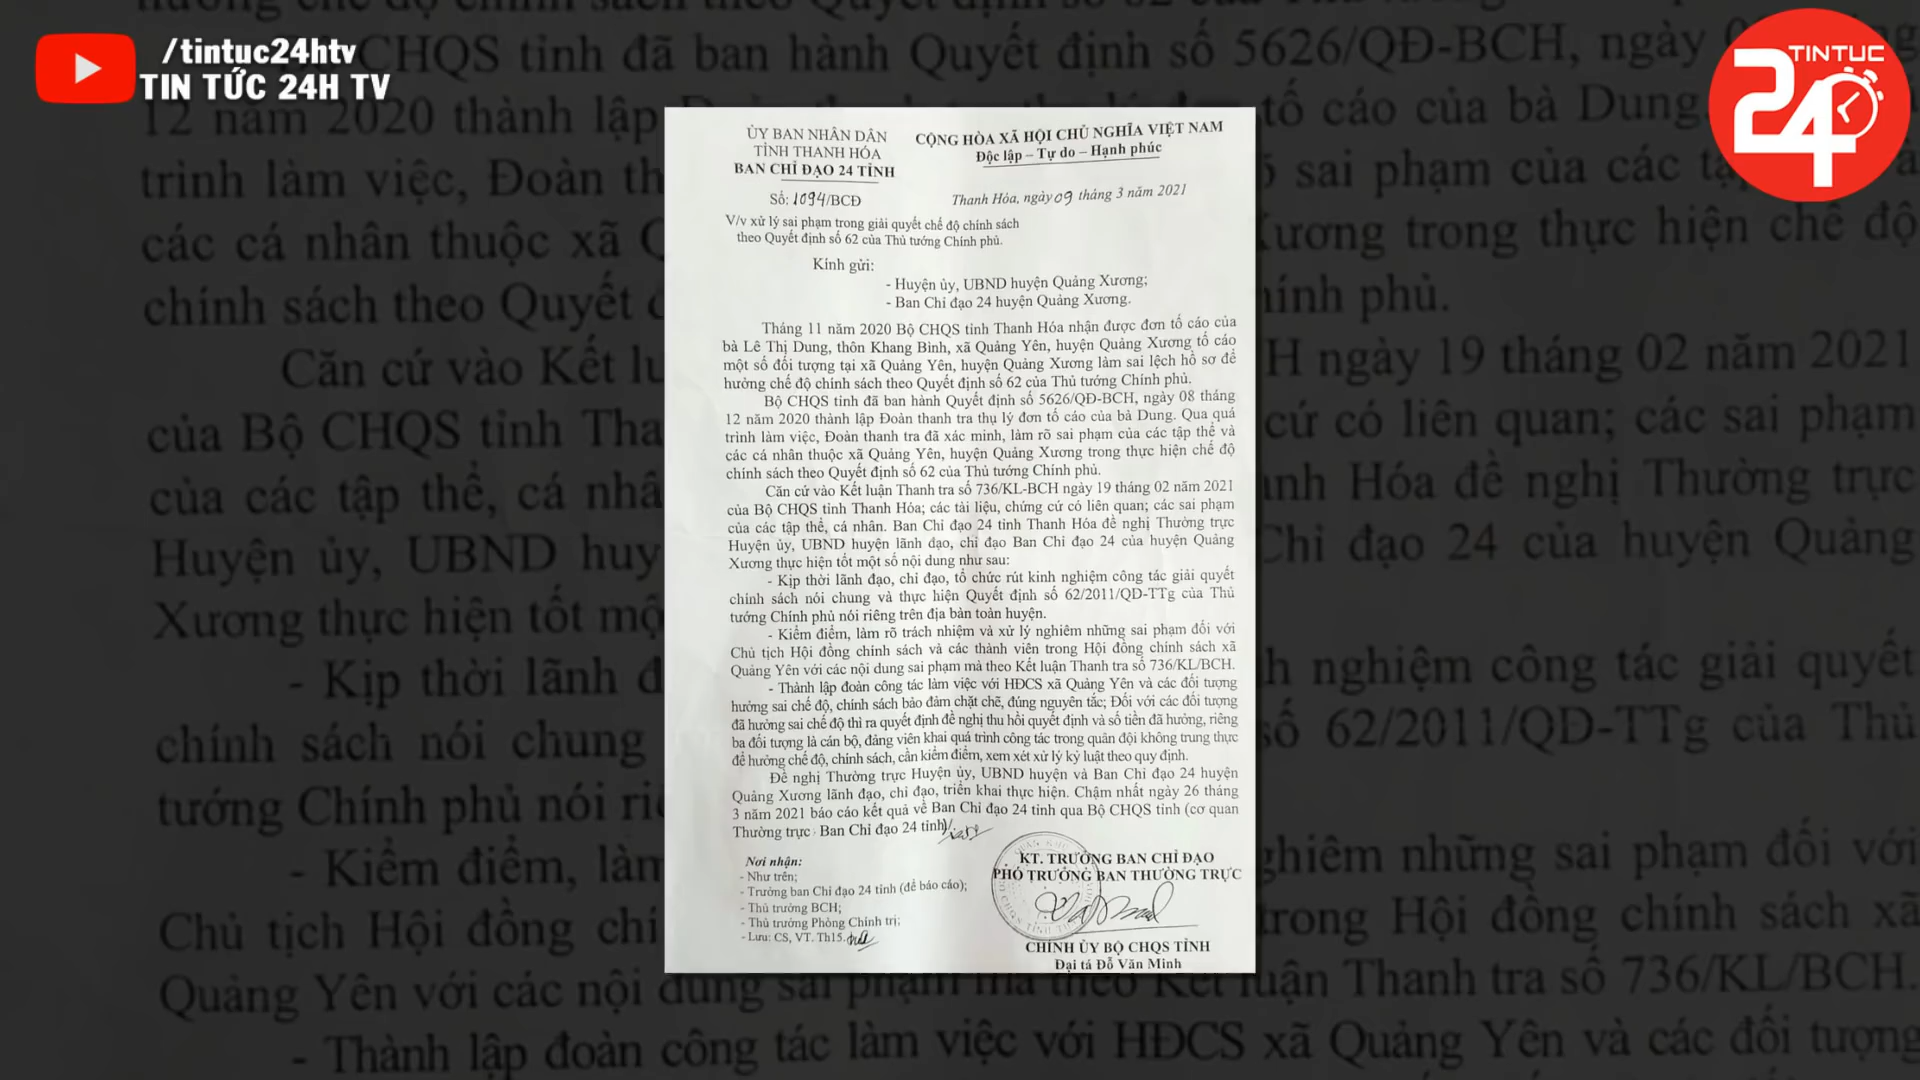 /tintuc24htv
TIN TỨC 24H TV
TINTUC
24
ỦY BAN NHÂN DÂN
TỈNH THANH HÓA
BAN CHỈ ĐẠO 24 TỈNH
CỘNG HÒA XÃ HỘI CHỦ NGHĨA VIỆT NAM
Độc lập – Tự do – Hạnh phúc
Số: 1094/BCĐ
Thanh Hóa, ngày 09 tháng 3 năm 2021
V/v xử lý sai phạm trong giải quyết chế độ chính sách
theo Quyết định số 62 của Thủ tướng Chính phủ.
Kính gửi:
- Huyện ủy, UBND huyện Quảng Xương;
- Ban Chỉ đạo 24 huyện Quảng Xương.
Tháng 11 năm 2020 Bộ CHQS tỉnh Thanh Hóa nhận được đơn tố cáo của
bà Lê Thị Dung, thôn Khang Bình, xã Quảng Yên, huyện Quảng Xương tố cáo
một số đối tượng tại xã Quảng Yên, huyện Quảng Xương làm sai lệch hồ sơ để
hưởng chế độ chính sách theo Quyết định số 62 của Thủ tướng Chính phủ.
Bộ CHQS tỉnh đã ban hành Quyết định số 5626/QĐ-BCH, ngày 08 tháng
12 năm 2020 thành lập Đoàn thanh tra thụ lý đơn tố cáo của bà Dung. Qua quá
trình làm việc, Đoàn thanh tra đã xác minh, làm rõ sai phạm của các tập thể và
các cá nhân thuộc xã Quảng Yên, huyện Quảng Xương trong thực hiện chế độ
chính sách theo Quyết định số 62 của Thủ tướng Chính phủ.
Căn cứ vào Kết luận Thanh tra số 736/KL-BCH ngày 19 tháng 02 năm 2021
của Bộ CHQS tỉnh Thanh Hóa; các tài liệu, chứng cứ có liên quan; các sai phạm
của các tập thể, cá nhân. Ban Chỉ đạo 24 tỉnh Thanh Hóa đề nghị Thường trực
Huyện ủy, UBND huyện lãnh đạo, chỉ đạo Ban Chỉ đạo 24 của huyện Quảng
Xương thực hiện tốt một số nội dung như sau:
- Kịp thời lãnh đạo, chỉ đạo, tổ chức rút kinh nghiệm công tác giải quyết
chính sách nói chung và thực hiện Quyết định số 62/2011/QD-TTg của Thủ
tướng Chính phủ nói riêng trên địa bàn toàn huyện.
- Kiểm điểm, làm rõ trách nhiệm và xử lý nghiêm những sai phạm đối với
Chủ tịch Hội đồng chính sách và các thành viên trong Hội đồng chính sách xã
Quảng Yên với các nội dung sai phạm mà theo Kết luận Thanh tra số 736/KL/BCH.
- Thành lập đoàn công tác làm việc với HĐCS xã Quảng Yên và các đối tượng
hưởng sai chế độ, chính sách bảo đảm chặt chẽ, đúng nguyên tắc; Đối với các đối tượng
đã hưởng sai chế độ thì ra quyết định đề nghị thu hồi quyết định và số tiền đã hưởng, riêng
ba đối tượng là cán bộ, đảng viên khai quá trình công tác trong quân đội không trung thực
để hưởng chế độ, chính sách, cần kiểm điểm, xem xét xử lý kỷ luật theo quy định.
Đề nghị Thường trực Huyện ủy, UBND huyện và Ban Chỉ đạo 24 huyện
Quảng Xương lãnh đạo, chỉ đạo, triển khai thực hiện. Chậm nhất ngày 26 tháng
3 năm 2021 báo cáo kết quả về Ban Chỉ đạo 24 tỉnh qua Bộ CHQS tỉnh (cơ quan
Thường trực Ban Chỉ đạo 24 tỉnh)/.
Nơi nhận:
- Như trên;
- Trưởng ban Chỉ đạo 24 tỉnh (để báo cáo);
- Thủ trưởng BCH;
- Thủ trưởng Phòng Chính trị;
- Lưu: CS, VT. Th15.
KT. TRƯỞNG BAN CHỈ ĐẠO
PHÓ TRƯỞNG BAN THƯỜNG TRỰC
CHÍNH ỦY BỘ CHQS TỈNH
Đại tá Đỗ Văn Minh